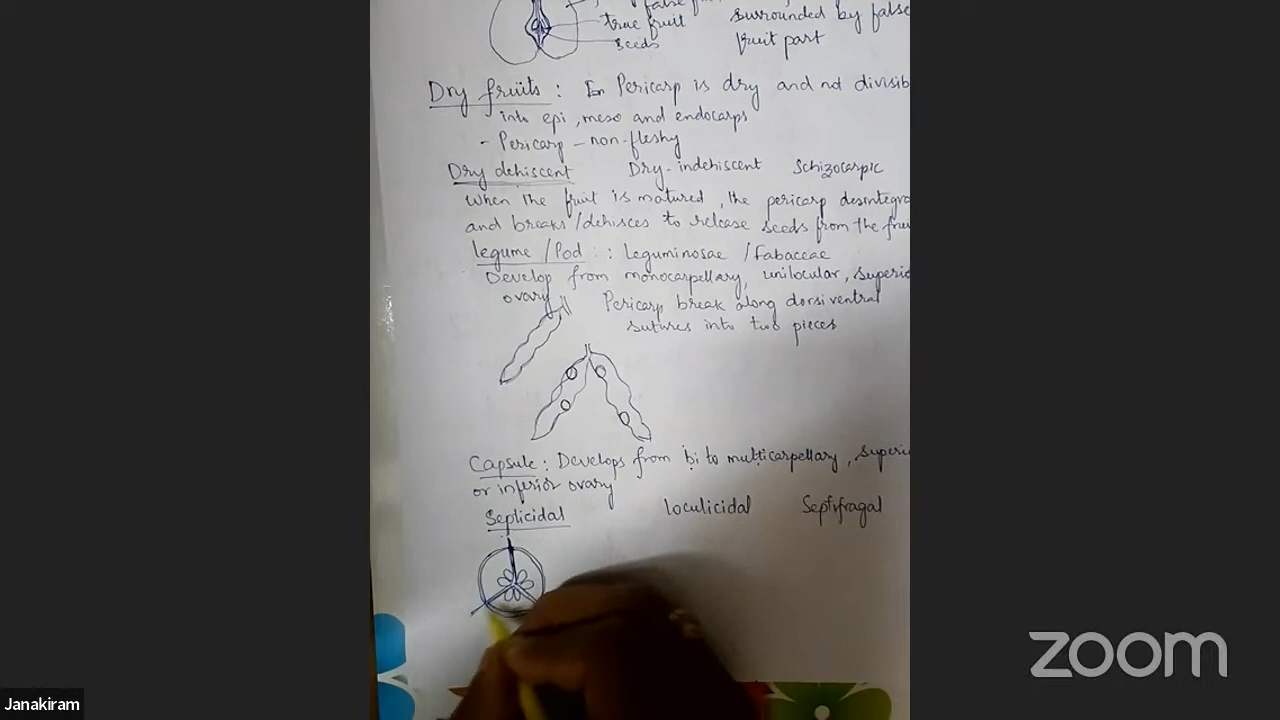 false
true fruit surrounded by false
seeds fruit part
Dry fruits : En Pericarp is dry and not divisib
into epi, meso and endocarps
- Pericarp - non-fleshy
Dry dehiscent Dry-indehiscent Schizocarpic
When the fruit is matured, the pericarp desintegra
and breaks/dehisces to release seeds from the
legume/Pod : : Leguminosae /Fabaceae
Develop from monocarpellary, unilocular, superio
ovary Pericarp break along dorsiventral
sutures into two pieces
Capsule : Develops from bi to multicarpellary, superio
or inferior ovary
Septicidal loculicidal Septifragal
zoom
Janakiram